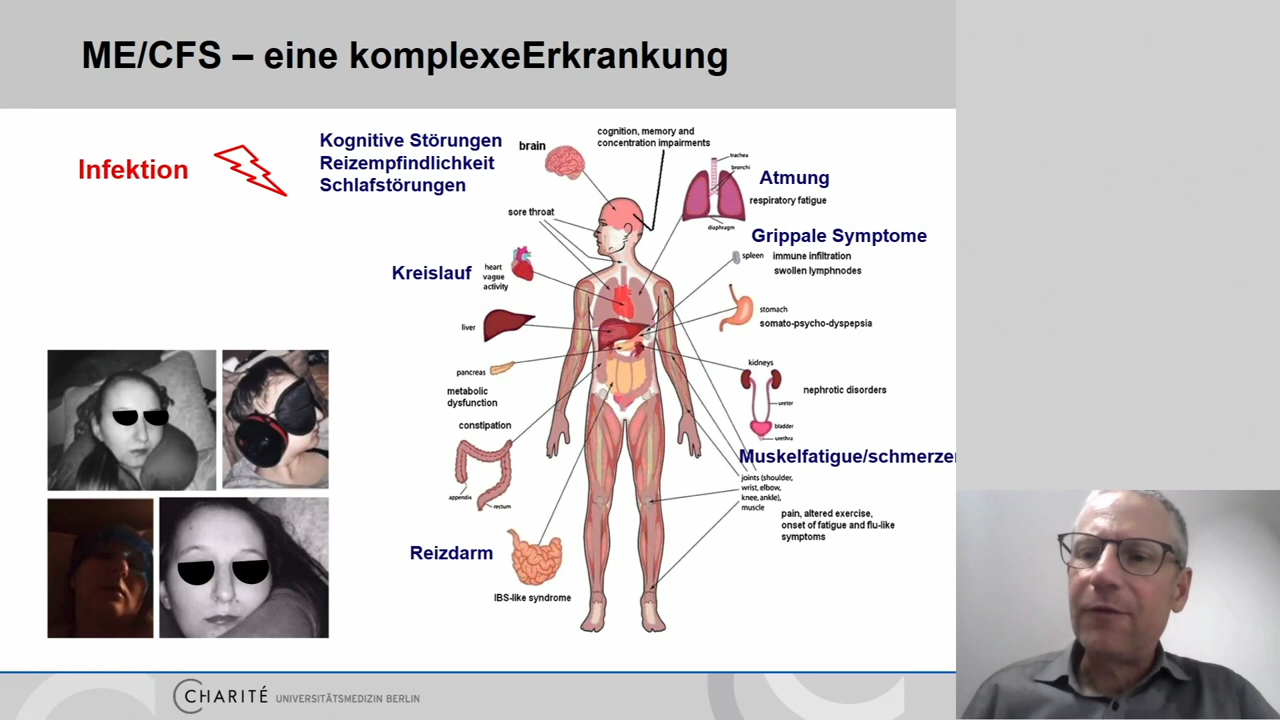 ME/CFS – eine komplexeErkrankung
Infektion
Kognitive Störungen
Reizempfindlichkeit
Schlafstörungen
brain
cognition, memory and
concentration impairments
trachea
bronchi
Atmung
respiratory fatigue
diaphragm
sore throat
Grippale Symptome
spleen
immune infiltration
swollen lymphnodes
Kreislauf
heart
vague
activity
liver
stomach
somato-psycho-dyspepsia
pancreas
metabolic
dysfunction
kidneys
nephrotic disorders
ureter
bladder
urethra
constipation
appendix
rectum
Muskelfatigue/schmerzen
joints (shoulder,
wrist, elbow,
knee, ankle),
muscle
pain, altered exercise,
onset of fatigue and flu-like
symptoms
Reizdarm
IBS-like syndrome
CHARITÉ UNIVERSITÄTSMEDIZIN BERLIN